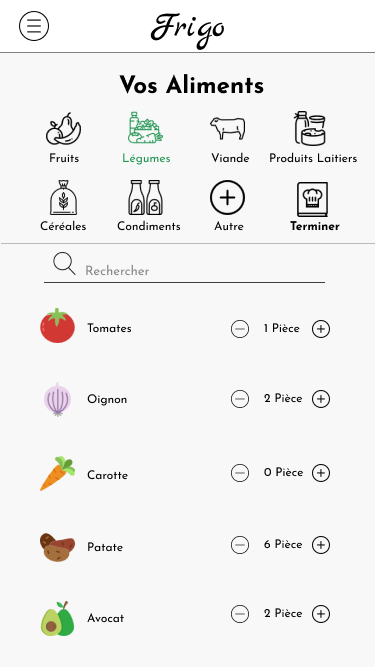 Frigo
Vos Aliments
Fruits Légumes Viande Produits Laitiers
Céréales Condiments Autre Terminer
Rechercher
Tomates 1 Pièce
Oignon 2 Pièce
Carotte 0 Pièce
Patate 6 Pièce
Avocat 2 Pièce